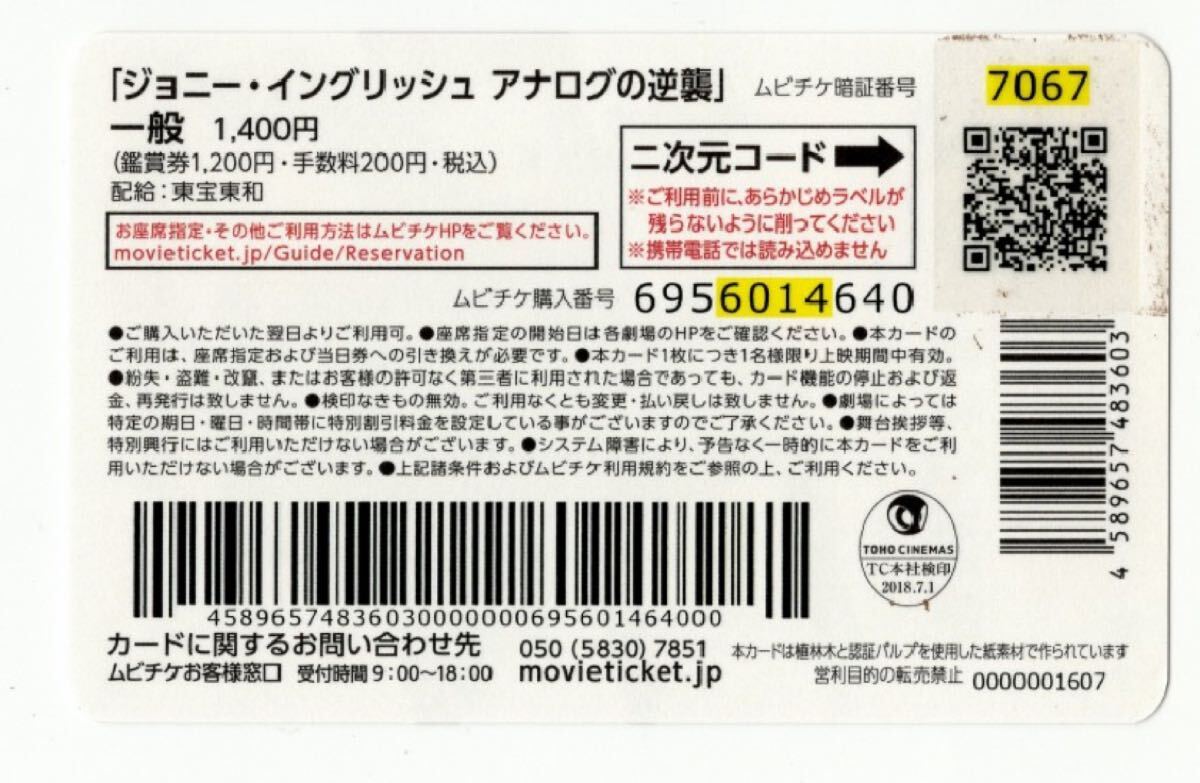 「ジョニー・イングリッシュ アナログの逆襲」 ムビチケ暗証番号 7067
一般 1,400円
(鑑賞券1,200円・手数料200円・税込)
配給:東宝東和
お座席指定・その他ご利用方法はムビチケHPをご覧ください。
movieticket.jp/Guide/Reservation
二次元コード
※ご利用前に、あらかじめラベルが
残らないように削ってください
※携帯電話では読み込めません
ムビチケ購入番号 6956014640
●ご購入いただいた翌日よりご利用可。●座席指定の開始日は各劇場のHPをご確認ください。●本カードの
ご利用は、座席指定および当日券への引き換えが必要です。●本カード1枚につき1名様限り上映期間中有効。
●紛失・盗難・改竄、またはお客様の許可なく第三者に利用された場合であっても、カード機能の停止および返
金、再発行は致しません。●検印なきもの無効。ご利用なくとも変更・払い戻しは致しません。●劇場によっては
特定の期日・曜日・時間帯に特別割引料金を設定している事がございますのでご了承ください。●舞台挨拶等、
特別興行にはご利用いただけない場合がございます。●システム障害により、予告なく一時的に本カードをご利
用いただけない場合がございます。●上記諸条件およびムビチケ利用規約をご参照の上、ご利用ください。
4589657483603
458965748360300000000695601464000
TOHO CINEMAS
TC本社検印
2018.7.1
カードに関するお問い合わせ先 050 (5830) 7851
ムビチケお客様窓口 受付時間 9:00〜18:00 movieticket.jp
本カードは植林木と認証パルプを使用した紙素材で作られています
営利目的の転売禁止 0000001607